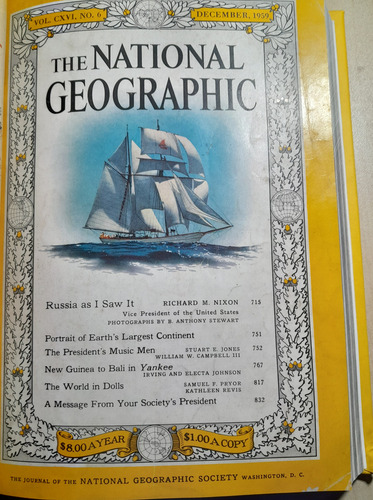 VOL. CXVI, NO. 6 DECEMBER, 1959
THE NATIONAL
GEOGRAPHIC
Russia as I Saw It RICHARD M. NIXON 715
Vice President of the United States
PHOTOGRAPHS BY B. ANTHONY STEWART
Portrait of Earth's Largest Continent 751
The President's Music Men STUART E. JONES 752
WILLIAM W. CAMPBELL III
New Guinea to Bali in Yankee 767
IRVING AND ELECTA JOHNSON
The World in Dolls SAMUEL F. PRYOR 817
KATHLEEN REVIS
A Message From Your Society's President 832
$8.00 A YEAR $1.00 A COPY
THE JOURNAL OF THE NATIONAL GEOGRAPHIC SOCIETY WASHINGTON, D. C.